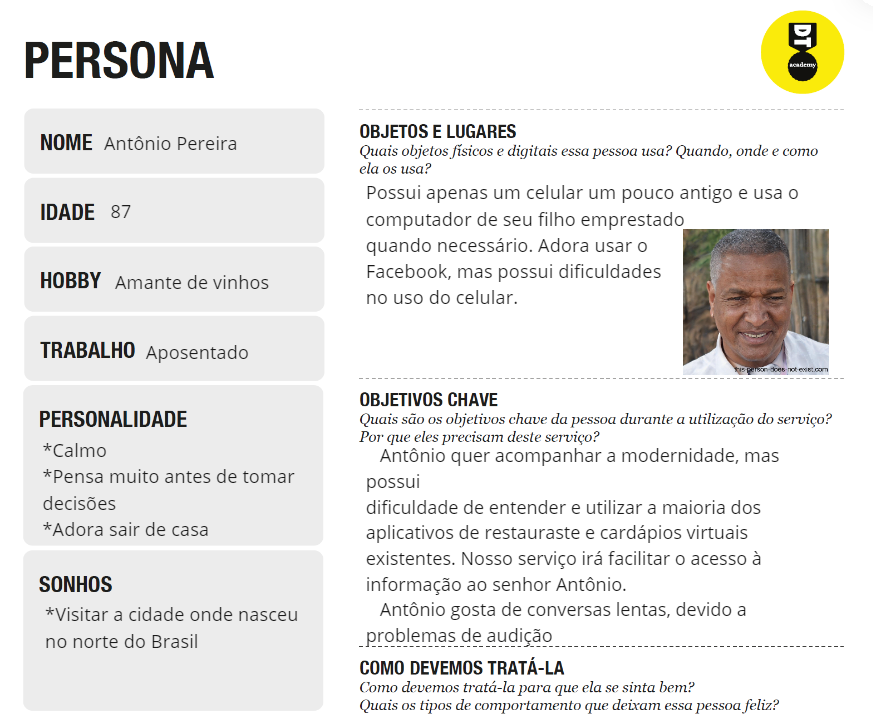 PERSONA
DT
academy
NOME Antônio Pereira
IDADE 87
HOBBY Amante de vinhos
TRABALHO Aposentado
PERSONALIDADE
*Calmo
*Pensa muito antes de tomar
decisões
*Adora sair de casa
SONHOS
*Visitar a cidade onde nasceu
no norte do Brasil
OBJETOS E LUGARES
Quais objetos físicos e digitais essa pessoa usa? Quando, onde e como
ela os usa?
Possui apenas um celular um pouco antigo e usa o
computador de seu filho emprestado
quando necessário. Adora usar o
Facebook, mas possui dificuldades
no uso do celular.
this-person-does-not-exist.com
OBJETIVOS CHAVE
Quais são os objetivos chave da pessoa durante a utilização do serviço?
Por que eles precisam deste serviço?
Antônio quer acompanhar a modernidade, mas
possui
dificuldade de entender e utilizar a maioria dos
aplicativos de restauraste e cardápios virtuais
existentes. Nosso serviço irá facilitar o acesso à
informação ao senhor Antônio.
Antônio gosta de conversas lentas, devido a
problemas de audição
COMO DEVEMOS TRATÁ-LA
Como devemos tratá-la para que ela se sinta bem?
Quais os tipos de comportamento que deixam essa pessoa feliz?